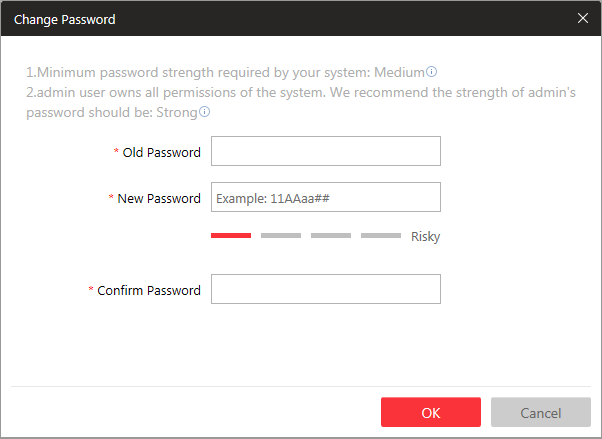 Change Password
1.Minimum password strength required by your system: Medium
2.admin user owns all permissions of the system. We recommend the strength of admin's
password should be: Strong
* Old Password
* New Password Example: 11AAaa##
Risky
* Confirm Password
OK Cancel